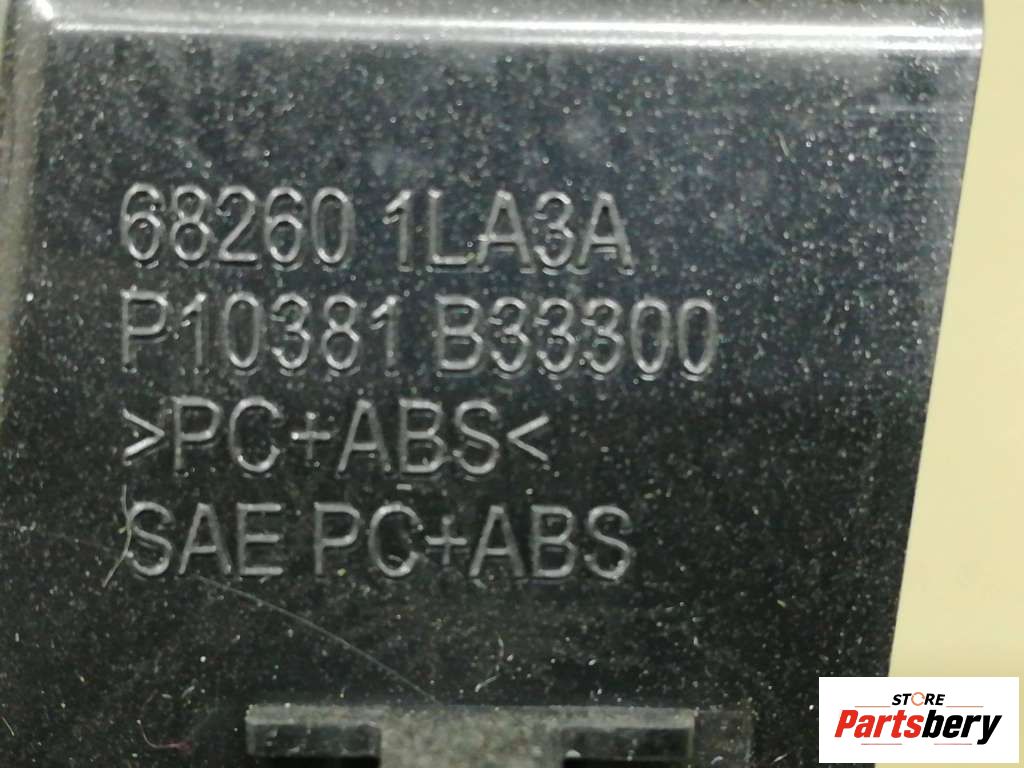 68260 1LA3A
P10381 B33300
>PC+ABS<
SAE PC+ABS
STORE
Partsbery